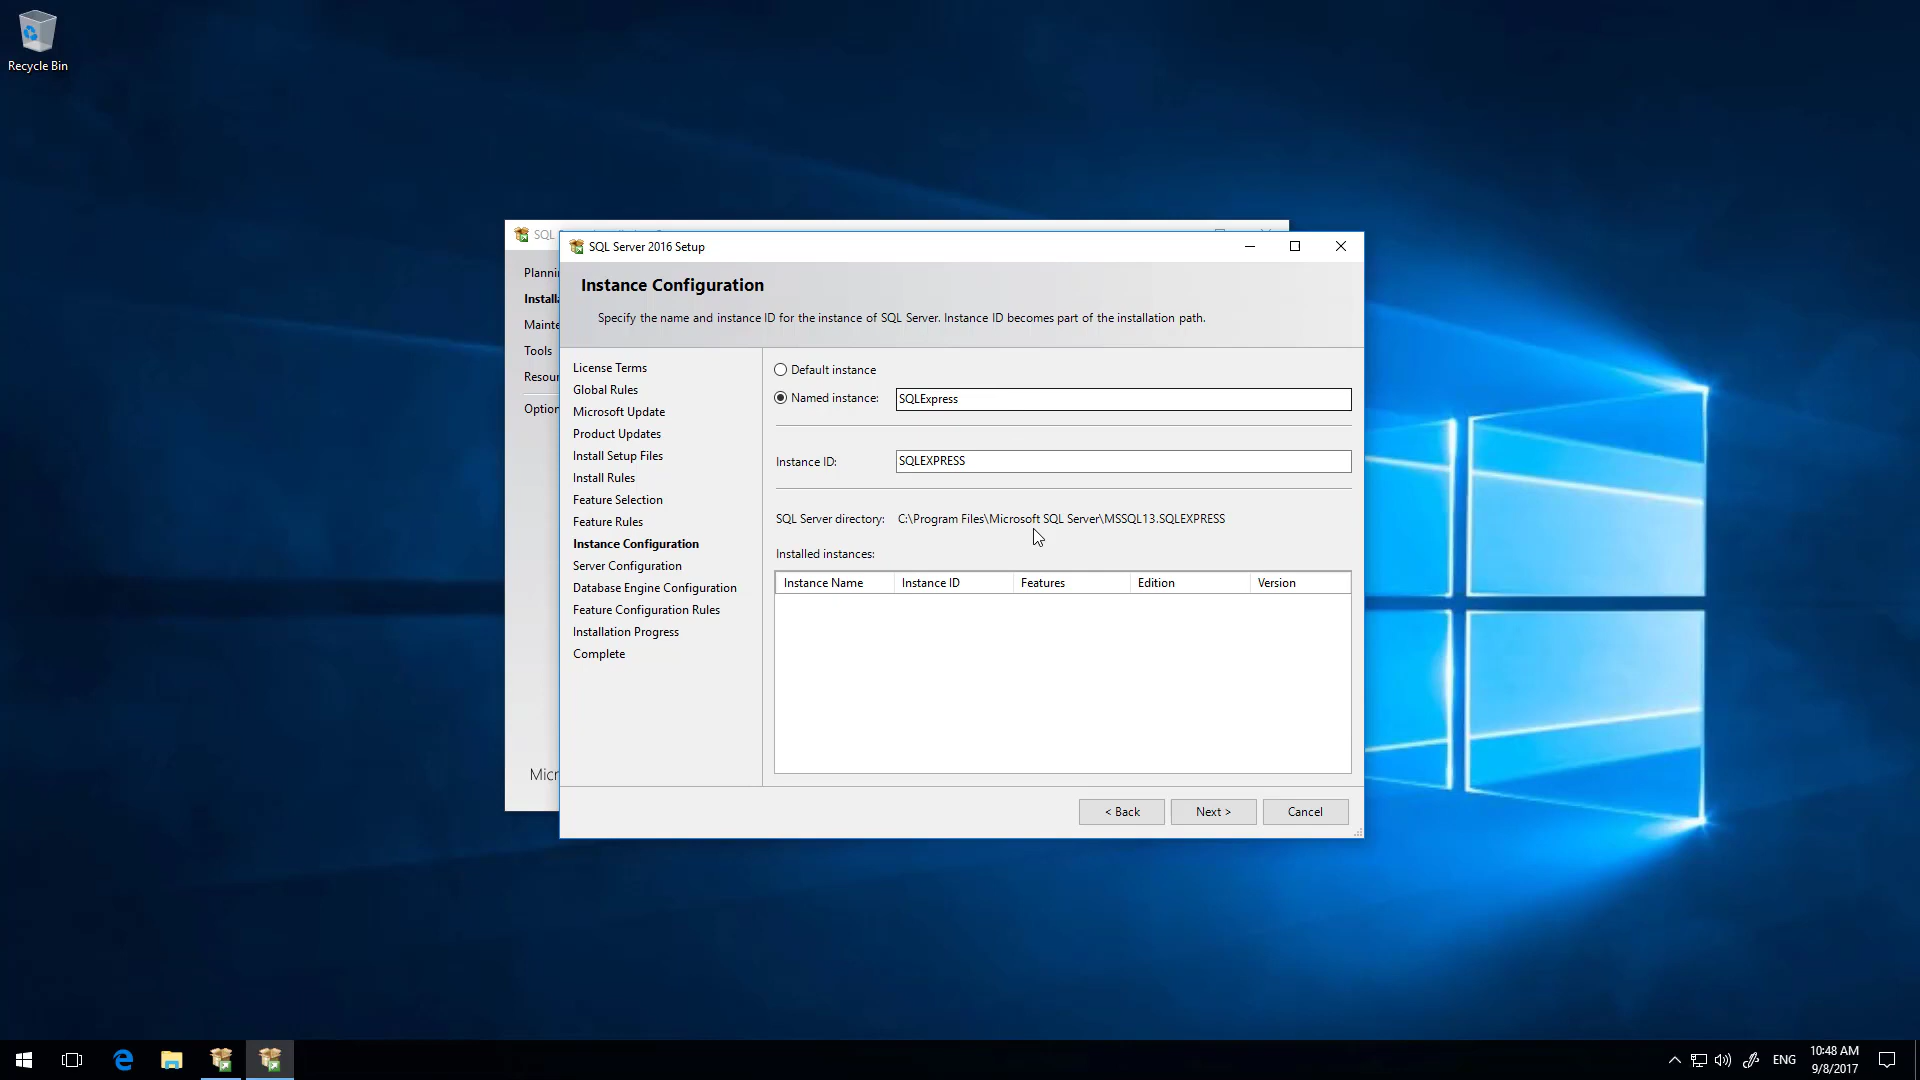 Recycle Bin
SQL
Planni
Installa
Mainte
Tools
Resour
Option
Micr
SQL Server 2016 Setup
Instance Configuration
Specify the name and instance ID for the instance of SQL Server. Instance ID becomes part of the installation path.
License Terms
Global Rules
Microsoft Update
Product Updates
Install Setup Files
Install Rules
Feature Selection
Feature Rules
Instance Configuration
Server Configuration
Database Engine Configuration
Feature Configuration Rules
Installation Progress
Complete
Default instance
Named instance: SQLExpress
Instance ID: SQLEXPRESS
SQL Server directory: C:\Program Files\Microsoft SQL Server\MSSQL13.SQLEXPRESS
Installed instances:
Instance Name Instance ID Features Edition Version
< Back Next > Cancel
ENG
10:48 AM
9/8/2017